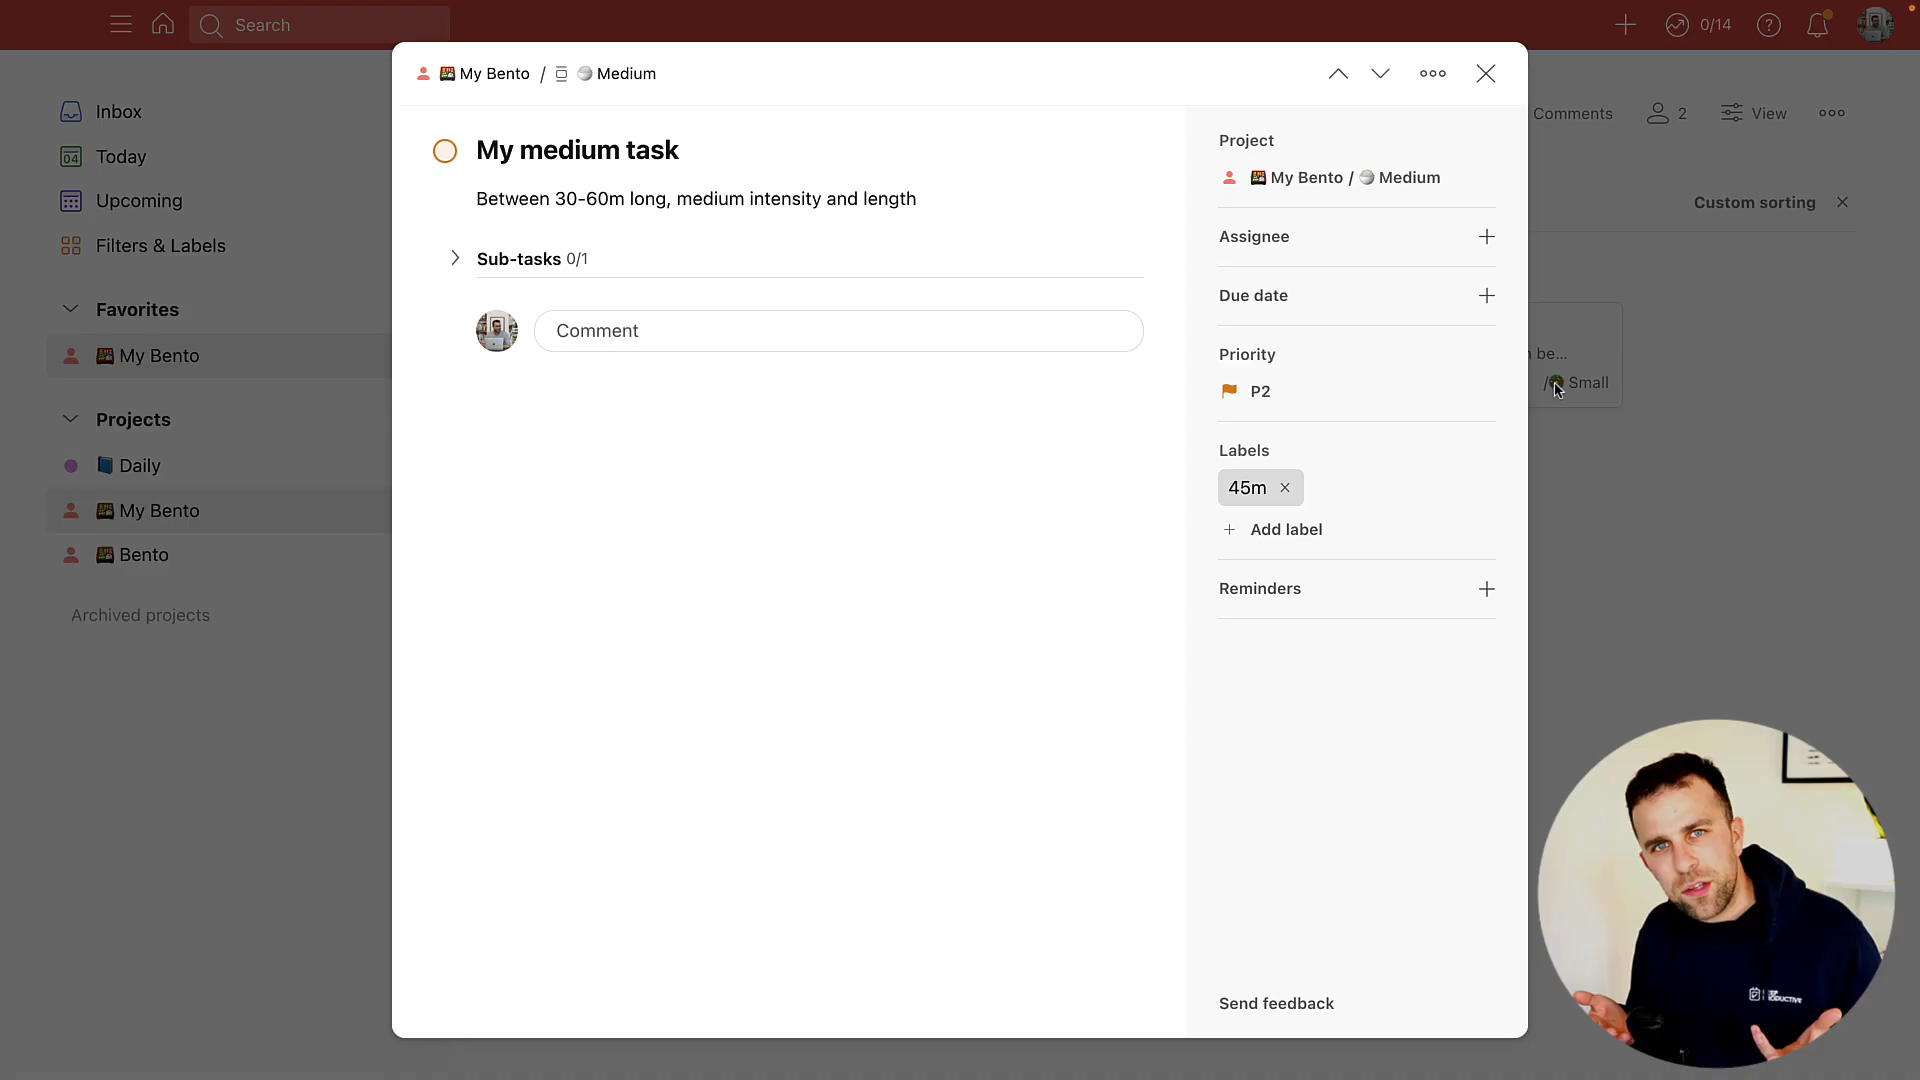 Search
0/14
My Bento / Medium
Inbox
Today
Upcoming
Filters & Labels
Favorites
My Bento
Projects
Daily
My Bento
Bento
Archived projects
My medium task
Between 30-60m long, medium intensity and length
Sub-tasks 0/1
Comment
Project
My Bento / Medium
Assignee
Due date
Priority
P2
Labels
45m
Add label
Reminders
Send feedback
Comments
2
View
Custom sorting
be...
/ Small